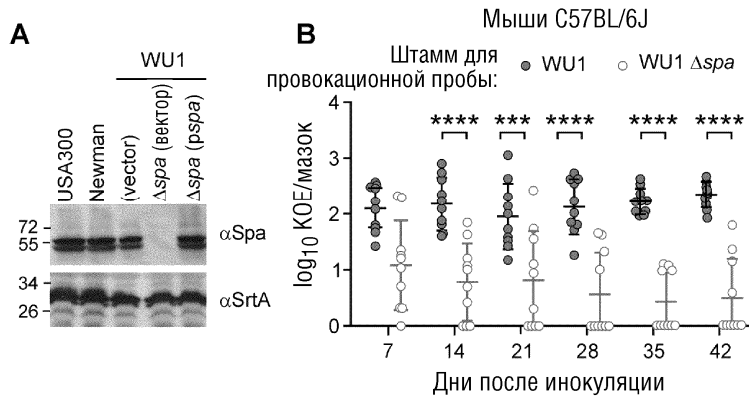 A
WU1
USA300
Newman
(vector)
Δspa (вектор)
Δspa (pspa)
72
55
αSpa
34
26
αSrtA
B
Мыши C57BL/6J
Штамм для
провокационной пробы:
WU1
WU1 Δspa
**** *** **** **** ****
log10 КОЕ/мазок
4
3
2
1
0
7 14 21 28 35 42
Дни после инокуляции